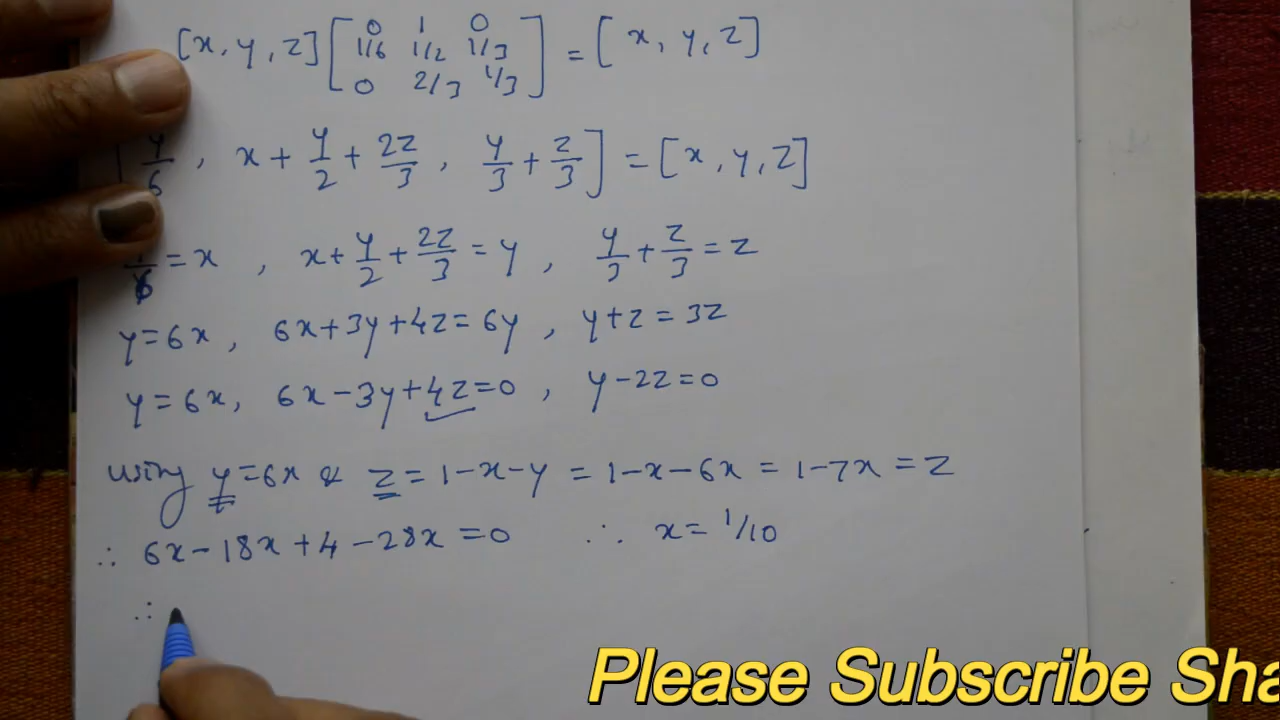 [x, y, z] [ 0 1 0
1/6 1/2 1/3
0 2/3 1/3 ] = [x, y, z]
[ y/6 , x + y/2 + 2z/3 , y/3 + z/3 ] = [x, y, z]
/6 = x , x + y/2 + 2z/3 = y , y/3 + z/3 = z
y = 6x , 6x + 3y + 4z = 6y , y + z = 3z
y = 6x, 6x - 3y + 4z = 0 , y - 2z = 0
using y = 6x & z = 1 - x - y = 1 - x - 6x = 1 - 7x = z
∴ 6x - 18x + 4 - 28x = 0 ∴ x = 1/10
∴
Please Subscribe Sha